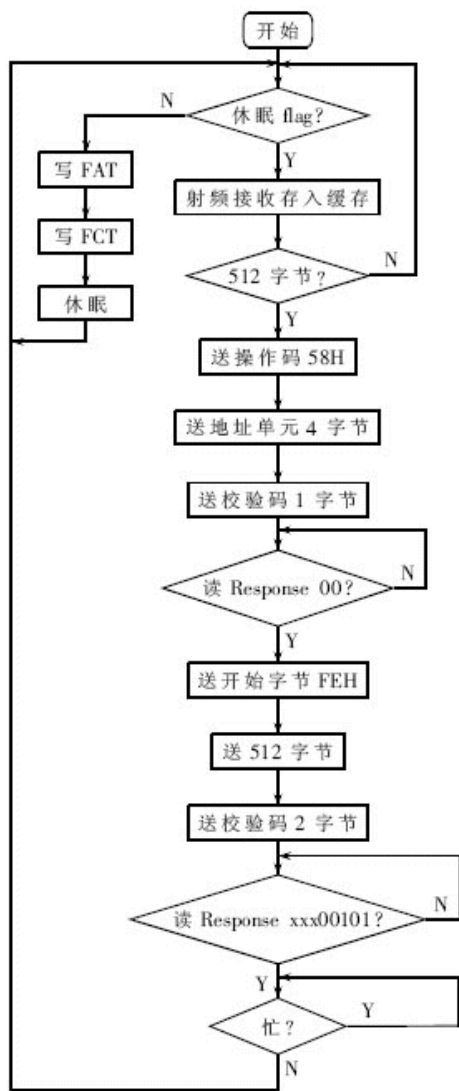 开始
N
休眠 flag?
Y
写 FAT
射频接收存入缓存
写 FCT
N
512 字节?
休眠
Y
送操作码 58H
送地址单元 4 字节
送校验码 1 字节
读 Response 00?
N
Y
送开始字节 FEH
送 512 字节
送校验码 2 字节
N
读 Response xxx00101?
Y
Y
忙?
N